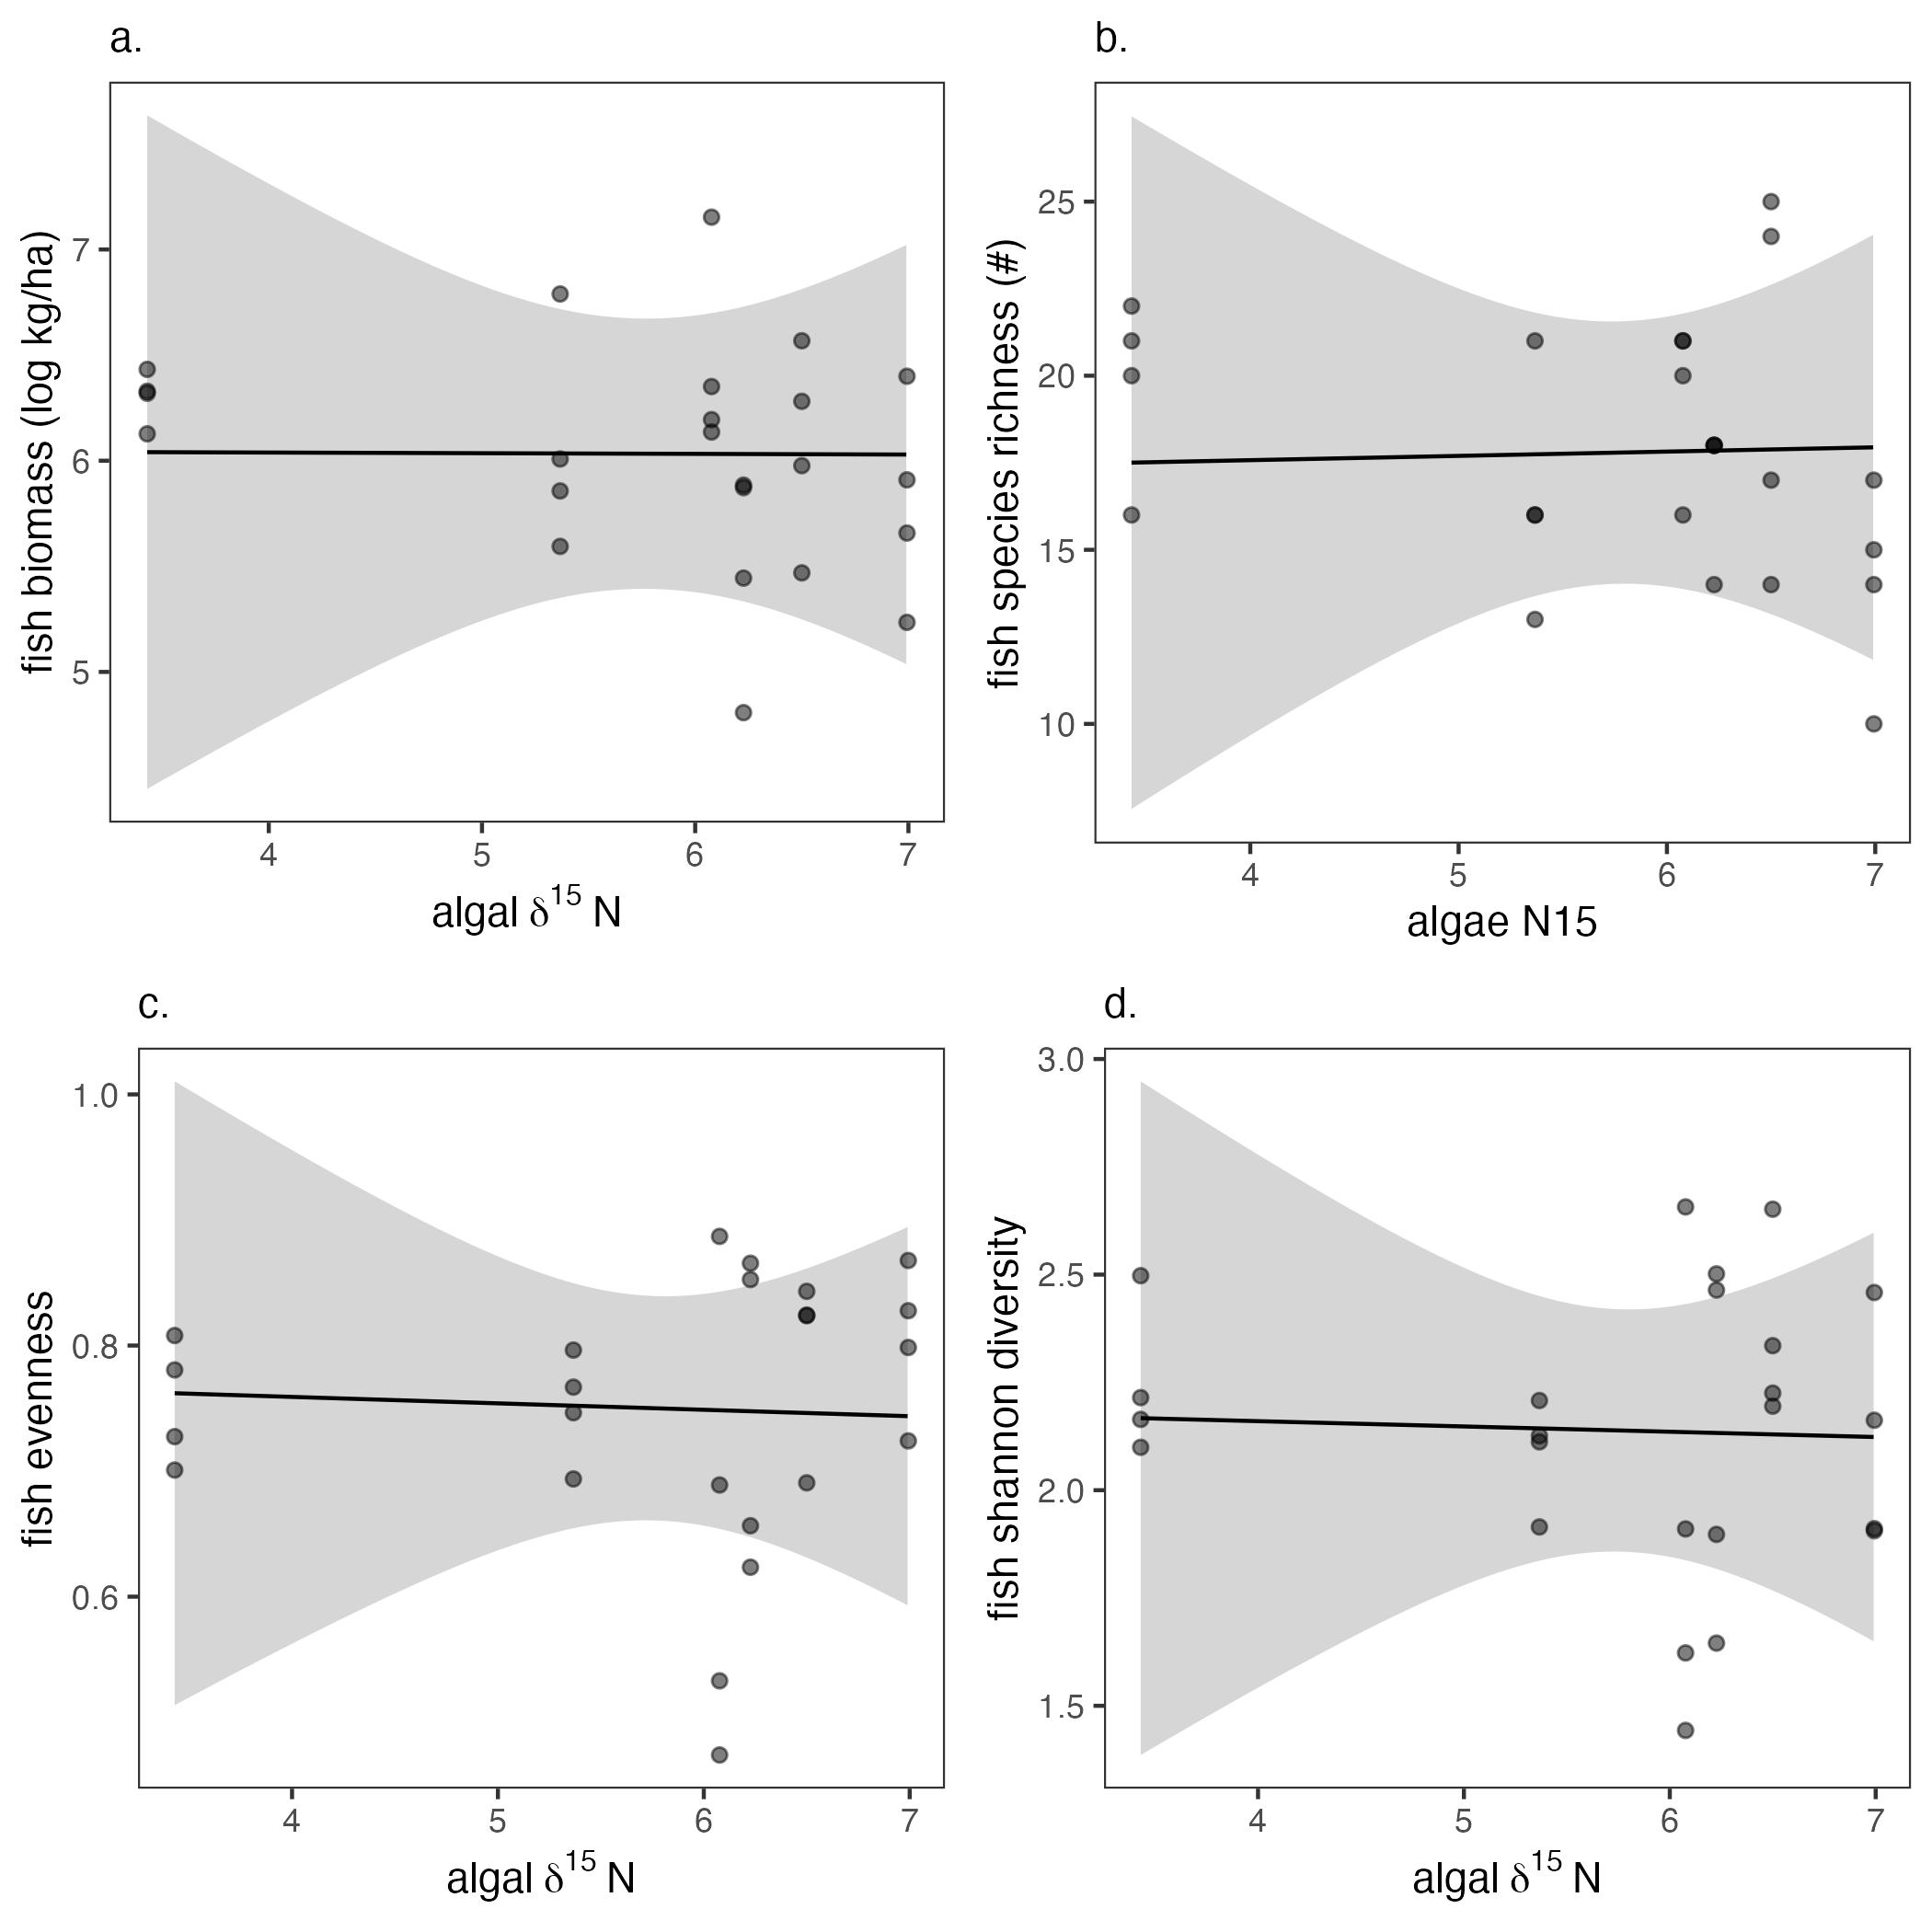 a.
fish biomass (log kg/ha)
7
6
5
4 5 6 7
algal δ¹⁵ N
b.
fish species richness (#)
25
20
15
10
4 5 6 7
algae N15
c.
fish evenness
1.0
0.8
0.6
4 5 6 7
algal δ¹⁵ N
d.
fish shannon diversity
3.0
2.5
2.0
1.5
4 5 6 7
algal δ¹⁵ N